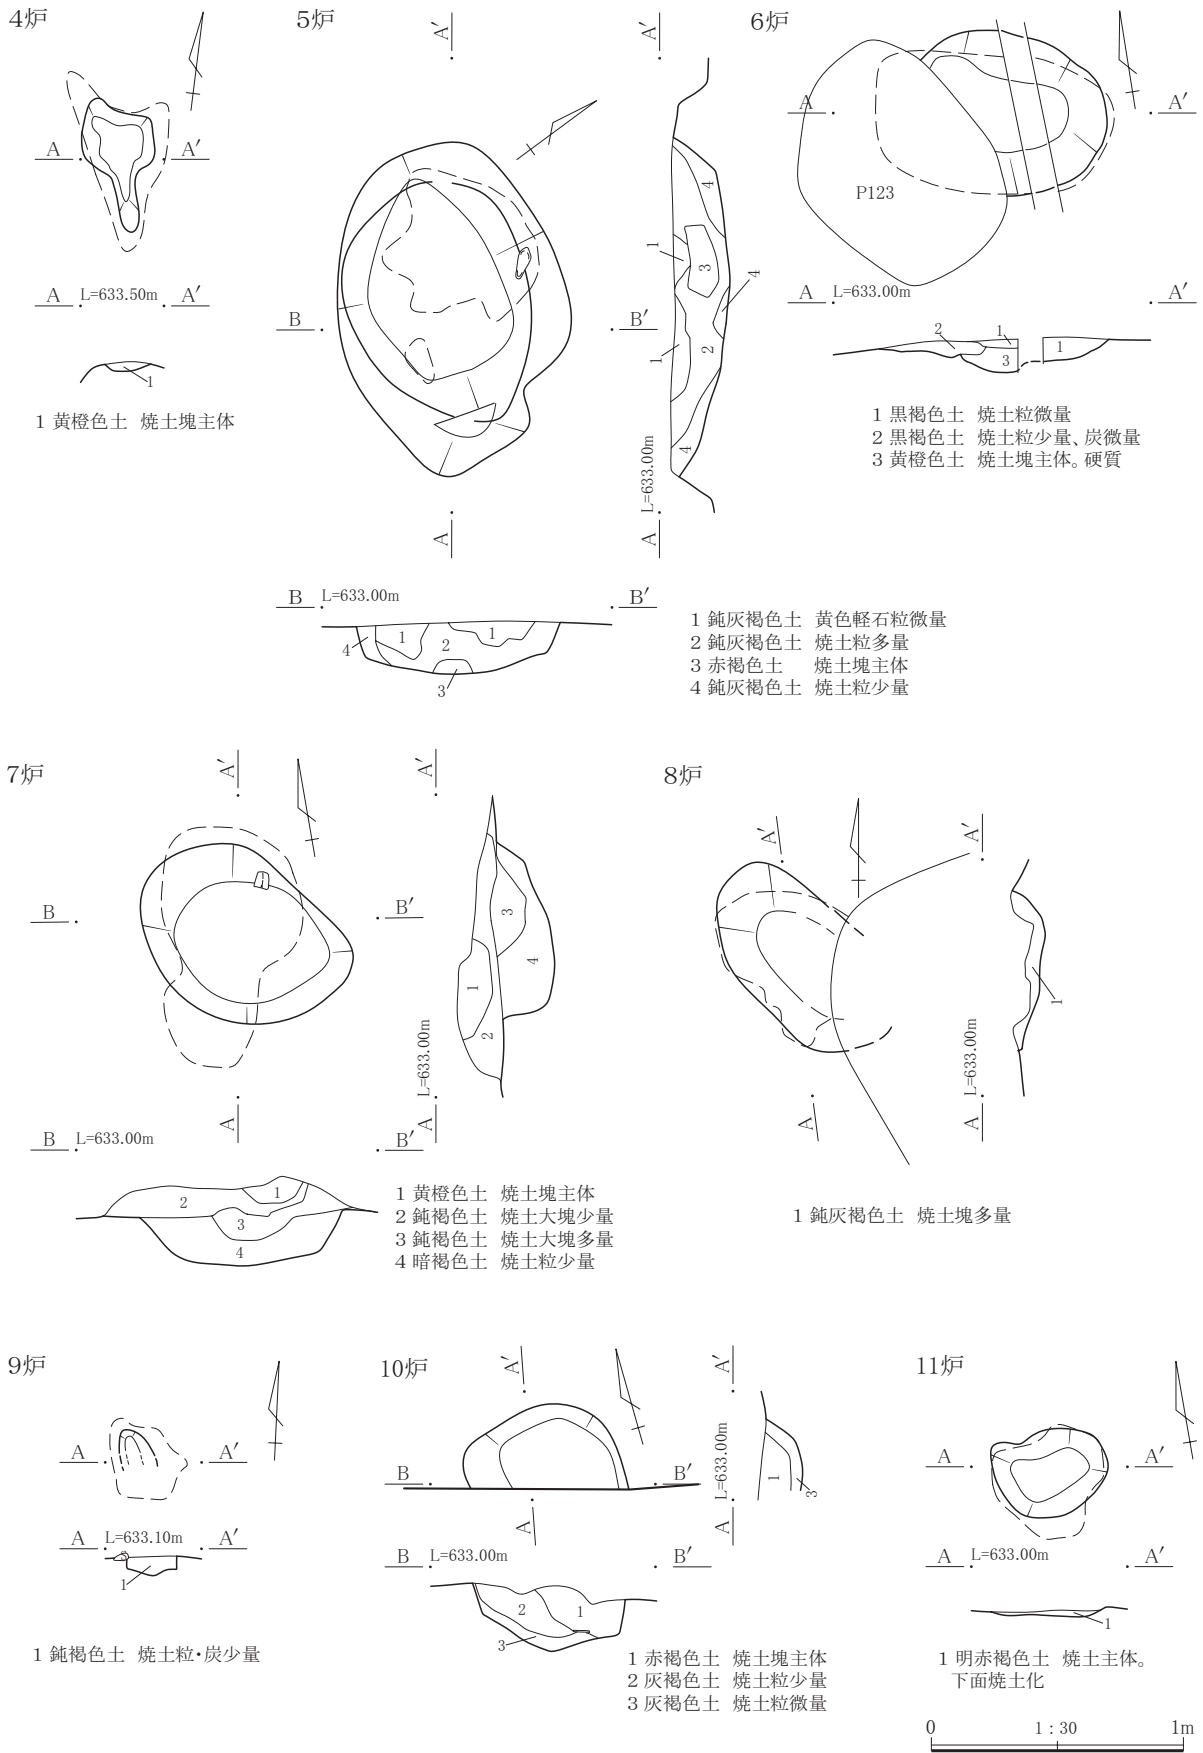 4炉
A A′
A L=633.50m A′
1
1 黄橙色土 焼土塊主体
5炉
A′ A′
B B′
A L=633.00m A
4
1
3
4
1
2
4
B L=633.00m B′
4
1
2
1
3
1 鈍灰褐色土 黄色軽石粒微量
2 鈍灰褐色土 焼土粒多量
3 赤褐色土 焼土塊主体
4 鈍灰褐色土 焼土粒少量
6炉
A A′
P123
A L=633.00m A′
2
1
3
1
1 黒褐色土 焼土粒微量
2 黒褐色土 焼土粒少量、炭微量
3 黄橙色土 焼土塊主体。硬質
7炉
A′ A′
B B′
3
4
1
2
A L=633.00m A
B L=633.00m B′
2
1
3
4
1 黄橙色土 焼土塊主体
2 鈍褐色土 焼土大塊少量
3 鈍褐色土 焼土大塊多量
4 暗褐色土 焼土粒少量
8炉
A′ A′
1
A L=633.00m A
1 鈍灰褐色土 焼土塊多量
9炉
A A′
A L=633.10m A′
S
1
1 鈍褐色土 焼土粒・炭少量
10炉
A′ A′
B B′
L=633.00m
1
3
A A
B L=633.00m B′
2
1
3
1 赤褐色土 焼土塊主体
2 灰褐色土 焼土粒少量
3 灰褐色土 焼土粒微量
11炉
A A′
A L=633.00m A′
1
1 明赤褐色土 焼土主体。
下面焼土化
0 1:30 1m